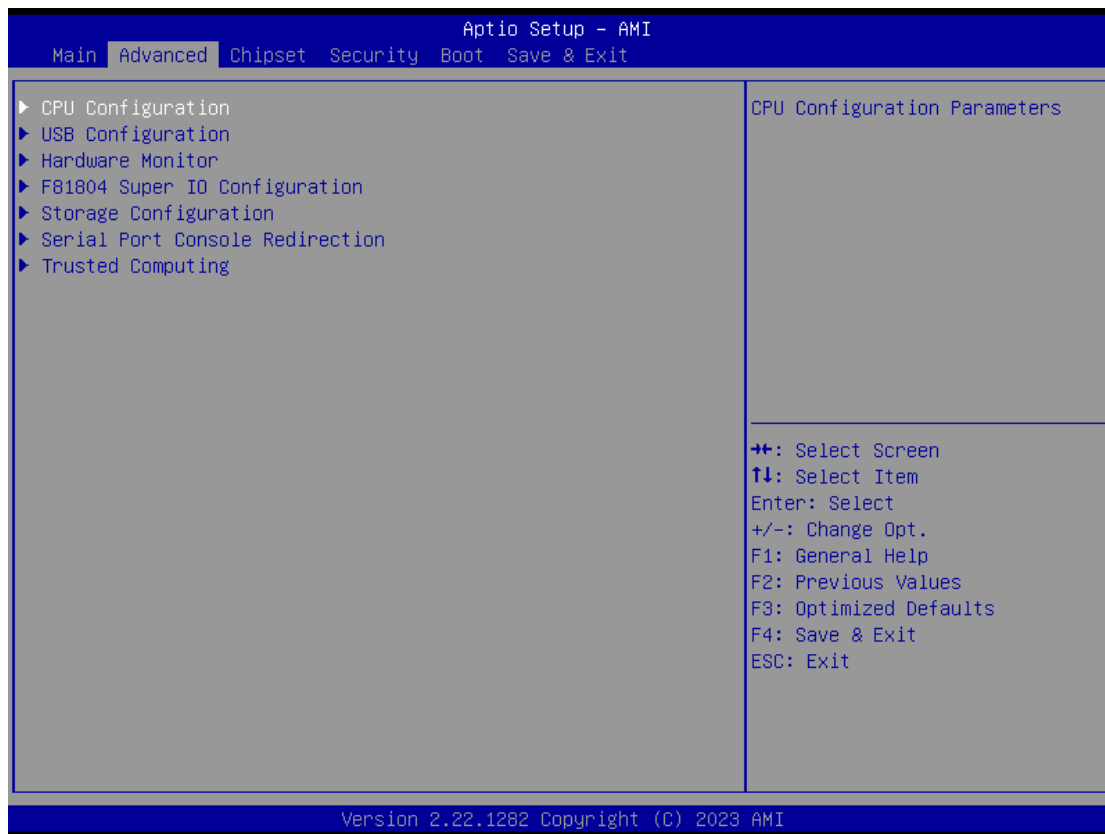 Aptio Setup – AMI
Main Advanced Chipset Security Boot Save & Exit
▶ CPU Configuration
▶ USB Configuration
▶ Hardware Monitor
▶ F81804 Super IO Configuration
▶ Storage Configuration
▶ Serial Port Console Redirection
▶ Trusted Computing
CPU Configuration Parameters
→←: Select Screen
↑↓: Select Item
Enter: Select
+/-: Change Opt.
F1: General Help
F2: Previous Values
F3: Optimized Defaults
F4: Save & Exit
ESC: Exit
Version 2.22.1282 Copyright (C) 2023 AMI